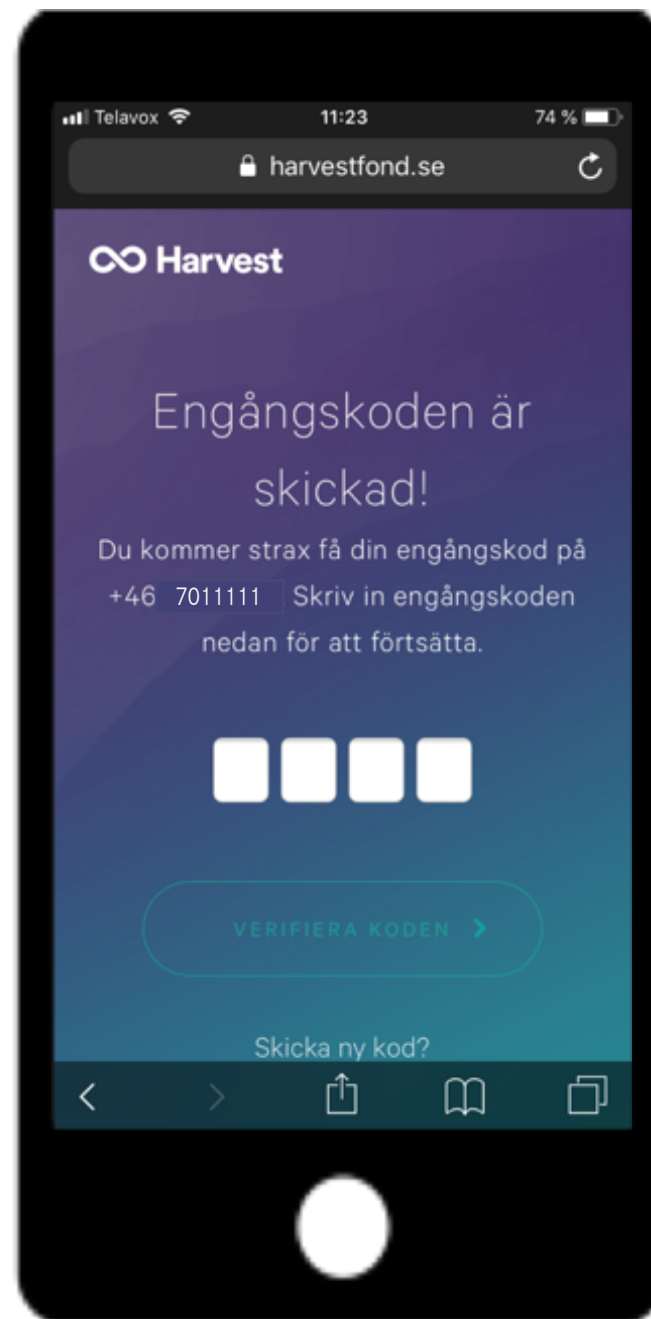 Telavox 11:23 74 %
harvestfond.se
Harvest
Engångskoden är
skickad!
Du kommer strax få din engångskod på
+46 7011111 Skriv in engångskoden
nedan för att förtsätta.
VERIFIERA KODEN
Skicka ny kod?